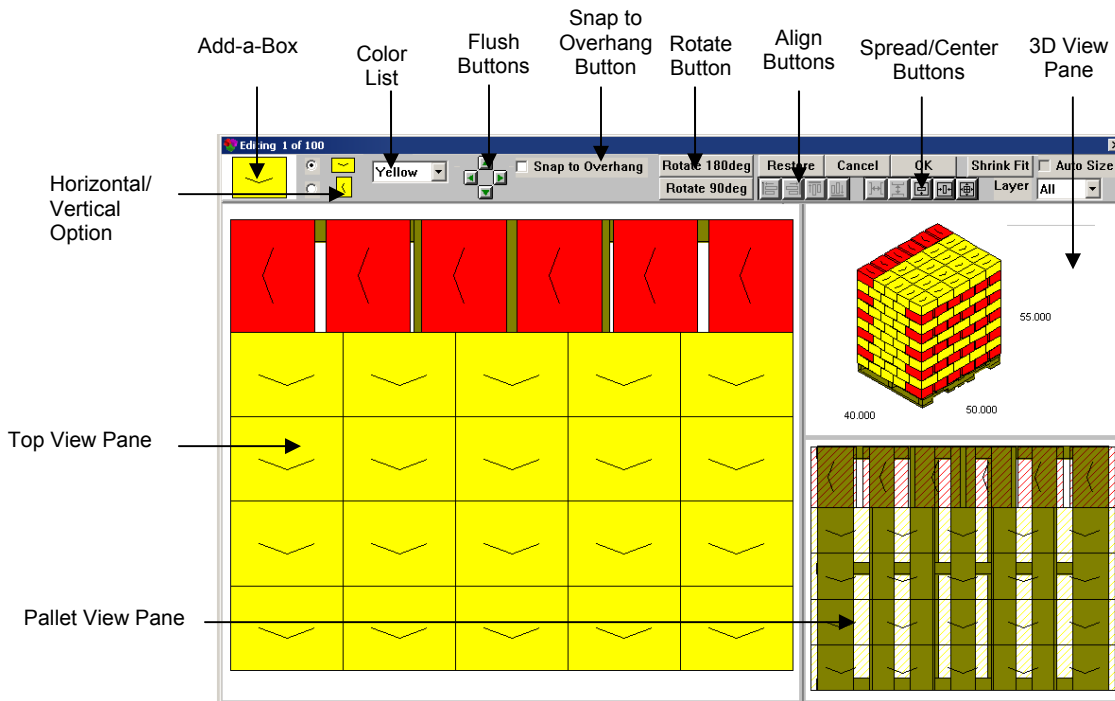 Snap to
Overhang
Button
Add-a-Box
Color
List
Flush
Buttons
Rotate
Button
Align
Buttons
Spread/Center
Buttons
3D View
Pane
Editing 1 of 100
Yellow
Snap to Overhang
Rotate 180deg
Restore
Cancel
OK
Shrink Fit
Auto Size
Rotate 90deg
Layer
All
Horizontal/
Vertical
Option
55.000
40.000
50.000
Top View Pane
Pallet View Pane